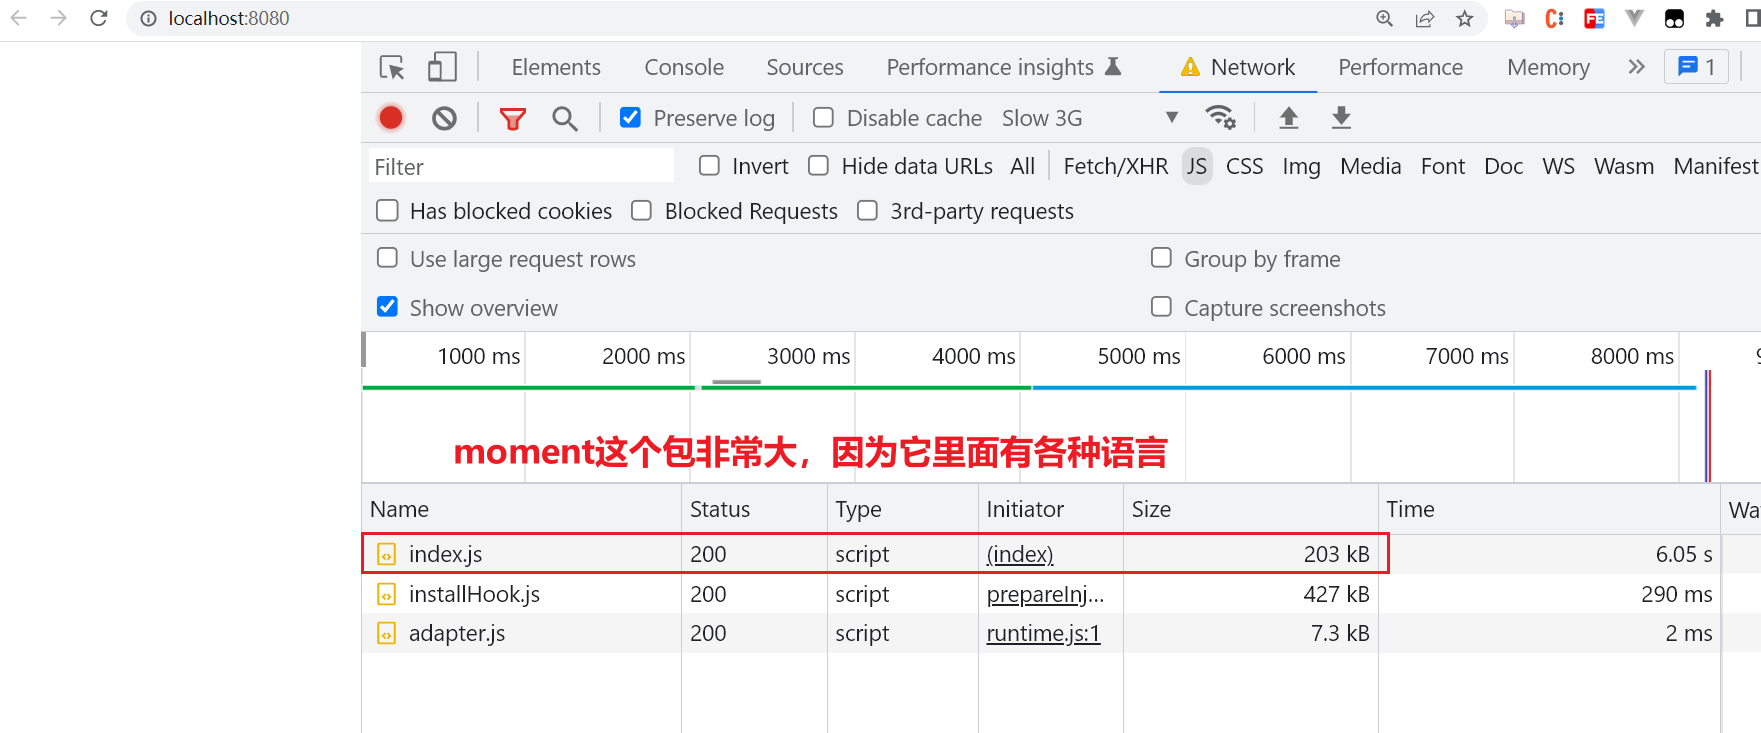 localhost:8080
Elements Console Sources Performance insights Network Performance Memory 1
Preserve log Disable cache Slow 3G
Filter Invert Hide data URLs All Fetch/XHR JS CSS Img Media Font Doc WS Wasm Manifest
Has blocked cookies Blocked Requests 3rd-party requests
Use large request rows Group by frame
Show overview Capture screenshots
1000 ms 2000 ms 3000 ms 4000 ms 5000 ms 6000 ms 7000 ms 8000 ms 9
moment这个包非常大，因为它里面有各种语言
Name Status Type Initiator Size Time Wa
index.js 200 script (index) 203 kB 6.05 s
installHook.js 200 script prepareInj... 427 kB 290 ms
adapter.js 200 script runtime.js:1 7.3 kB 2 ms